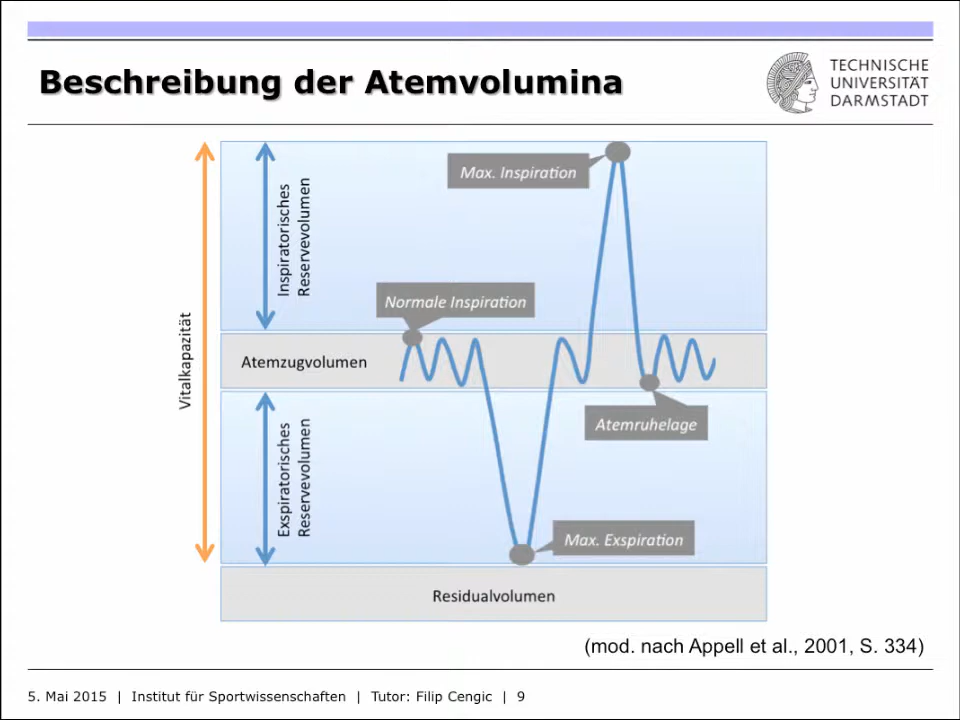 Beschreibung der Atemvolumina
TECHNISCHE
UNIVERSITÄT
DARMSTADT
Vitalkapazität
Inspiratorisches
Reservevolumen
Max. Inspiration
Normale Inspiration
Atemzugvolumen
Atemruhelage
Exspiratorisches
Reservevolumen
Max. Exspiration
Residualvolumen
(mod. nach Appell et al., 2001, S. 334)
5. Mai 2015 | Institut für Sportwissenschaften | Tutor: Filip Cengic | 9